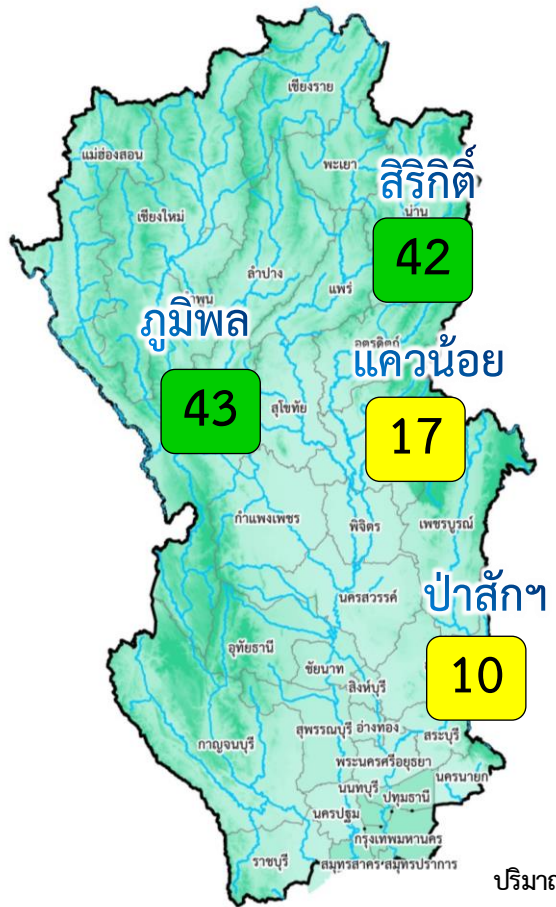 เชียงราย
แม่ฮ่องสอน
พะเยา
สิริกิติ์
น่าน
เชียงใหม่
42
ลำปาง
แพร่
ภูมิพล
อุตรดิตถ์
แควน้อย
43
สุโขทัย
17
กำแพงเพชร
พิจิตร
เพชรบูรณ์
นครสวรรค์
ป่าสักฯ
อุทัยธานี
ชัยนาท
10
สิงห์บุรี
สุพรรณบุรี อ่างทอง
สระบุรี
กาญจนบุรี
พระนครศรีอยุธยา
นครนายก
นนทบุรี
ปทุมธานี
นครปฐม
กรุงเทพมหานคร
ราชบุรี
สมุทรสาคร สมุทรปราการ